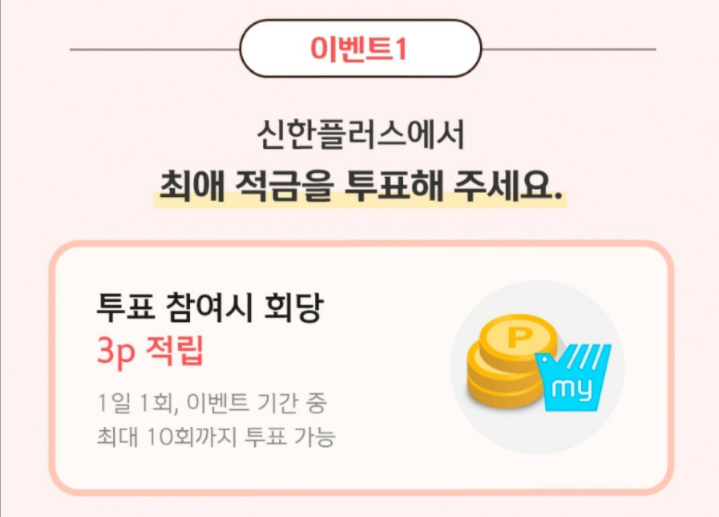 이벤트1
신한플러스에서
최애 적금을 투표해 주세요.
투표 참여시 회당
3p 적립
1일 1회, 이벤트 기간 중
최대 10회까지 투표 가능
P
my